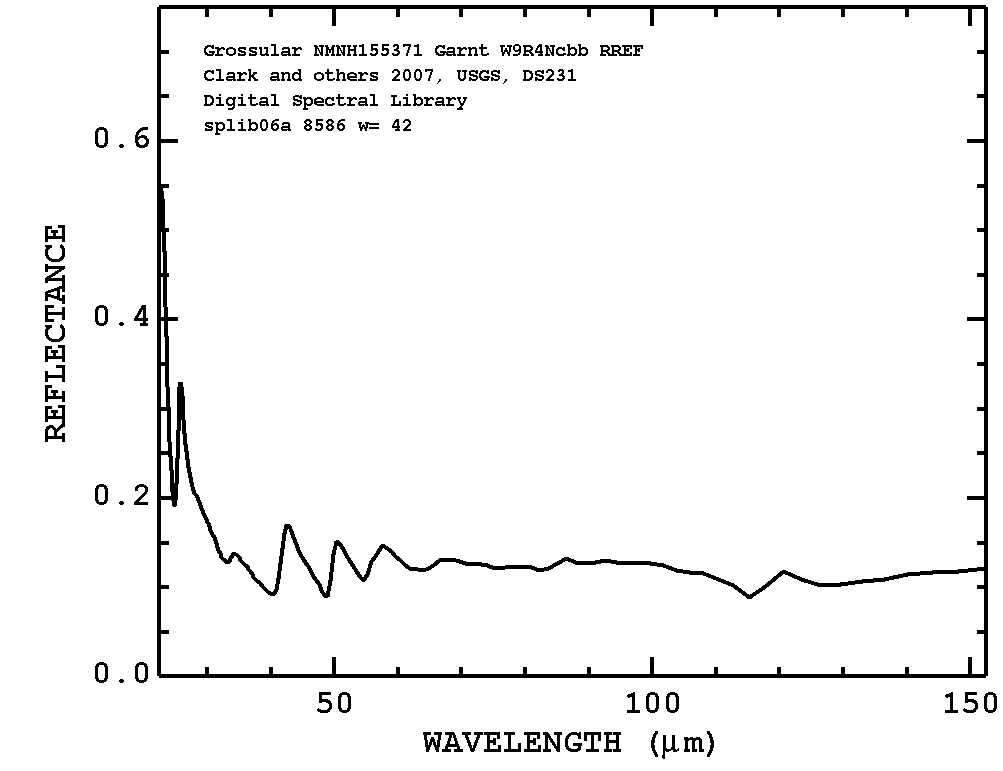 Grossular NMNH155371 Garnt W9R4Ncbb RREF
Clark and others 2007, USGS, DS231
Digital Spectral Library
splib06a 8586 w= 42
REFLECTANCE
0.6
0.4
0.2
0.0
50 100 150
WAVELENGTH (μm)